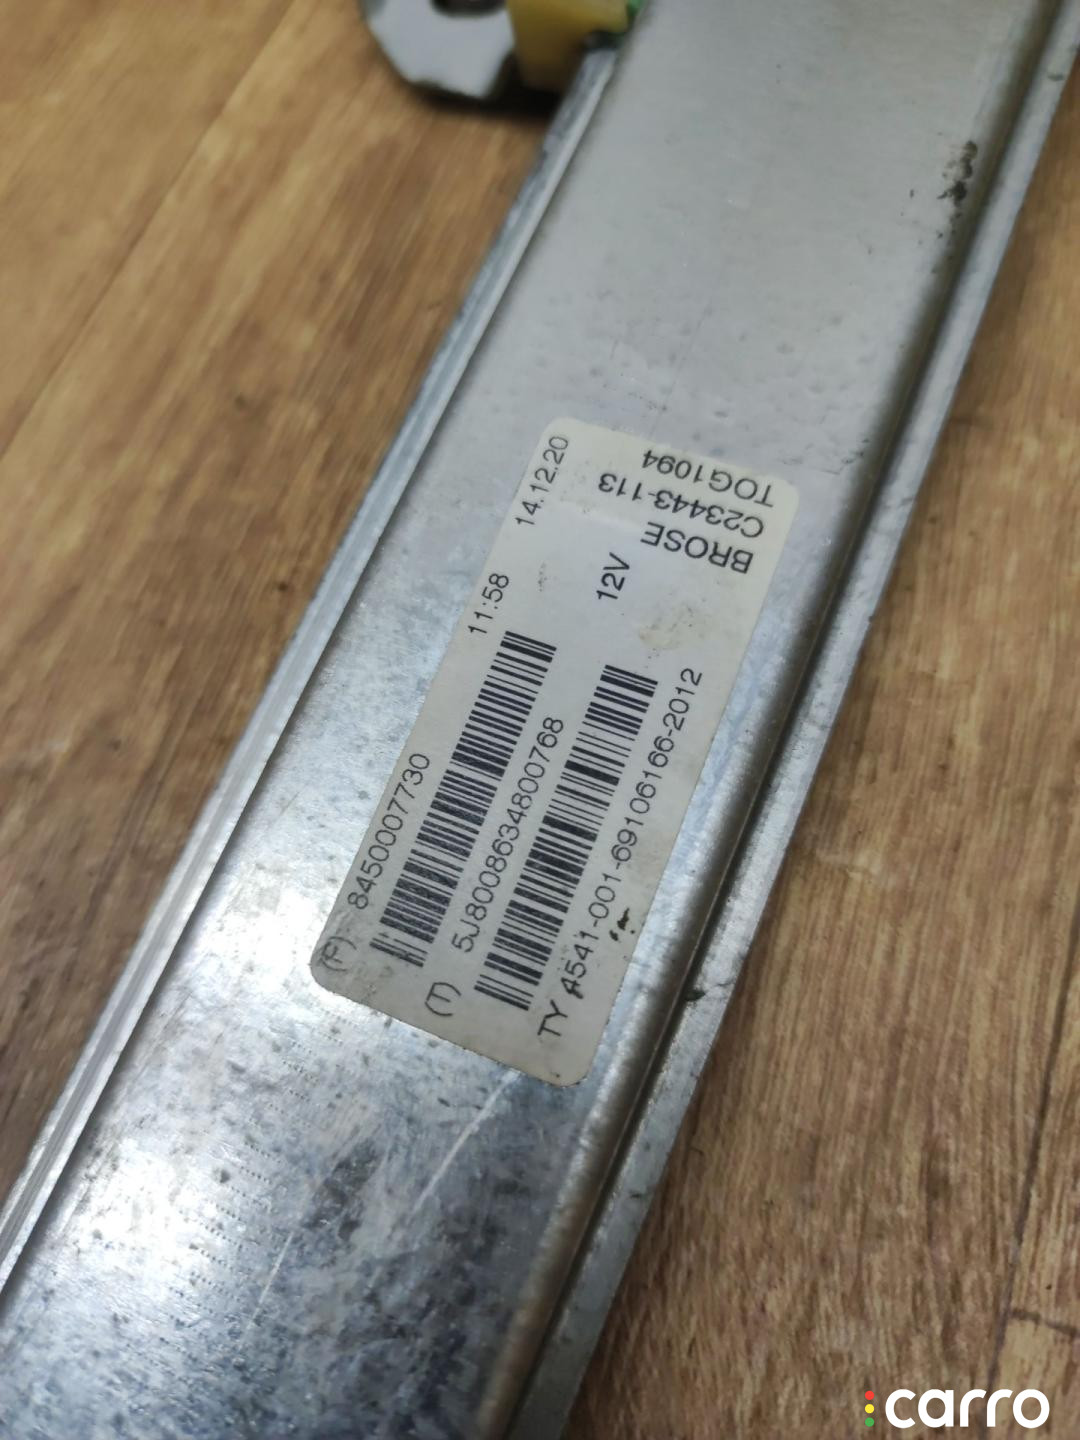 (F) 8450007730 11:58 14.12.20
(T) 5J8008634800768 12V
TY A541-001-69106166-2012
BROSE
C23443-113
TOG1094
carro